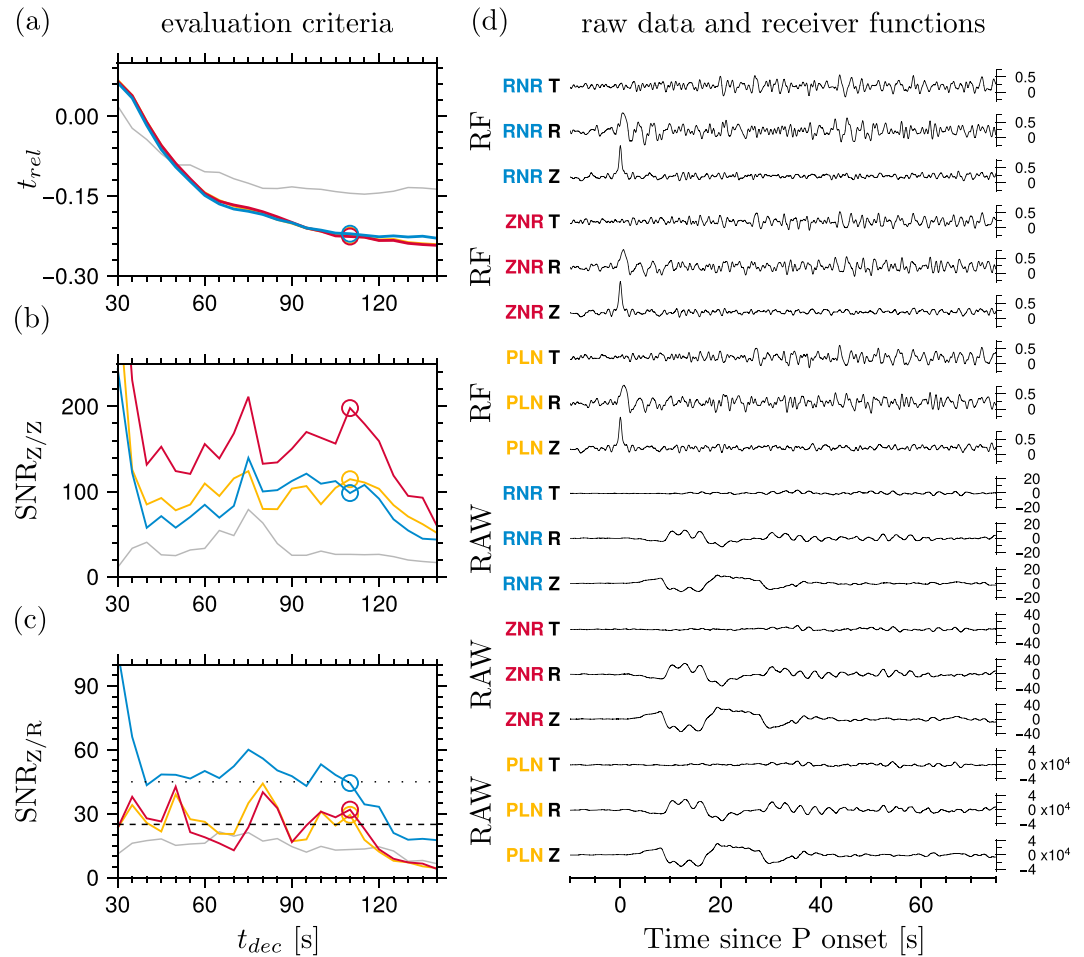 (a) evaluation criteria
0.00
−0.15
−0.30
t_rel
30 60 90 120
(b)
200
100
0
SNR_Z/Z
30 60 90 120
(c)
90
60
30
0
SNR_Z/R
30 60 90 120
t_dec [s]
(d) raw data and receiver functions
RF
RNR T 0.5 0
RNR R 0.5 0
RNR Z 0.5 0
RF
ZNR T 0.5 0
ZNR R 0.5 0
ZNR Z 0.5 0
RF
PLN T 0.5 0
PLN R 0.5 0
PLN Z 0.5 0
RAW
RNR T 20 0 −20
RNR R 20 0 −20
RNR Z 20 0 −20
RAW
ZNR T 40 0 −40
ZNR R 40 0 −40
ZNR Z 40 0 −40
RAW
PLN T 4 0 x10⁴ −4
PLN R 4 0 x10⁴ −4
PLN Z 4 0 x10⁴ −4
0 20 40 60
Time since P onset [s]